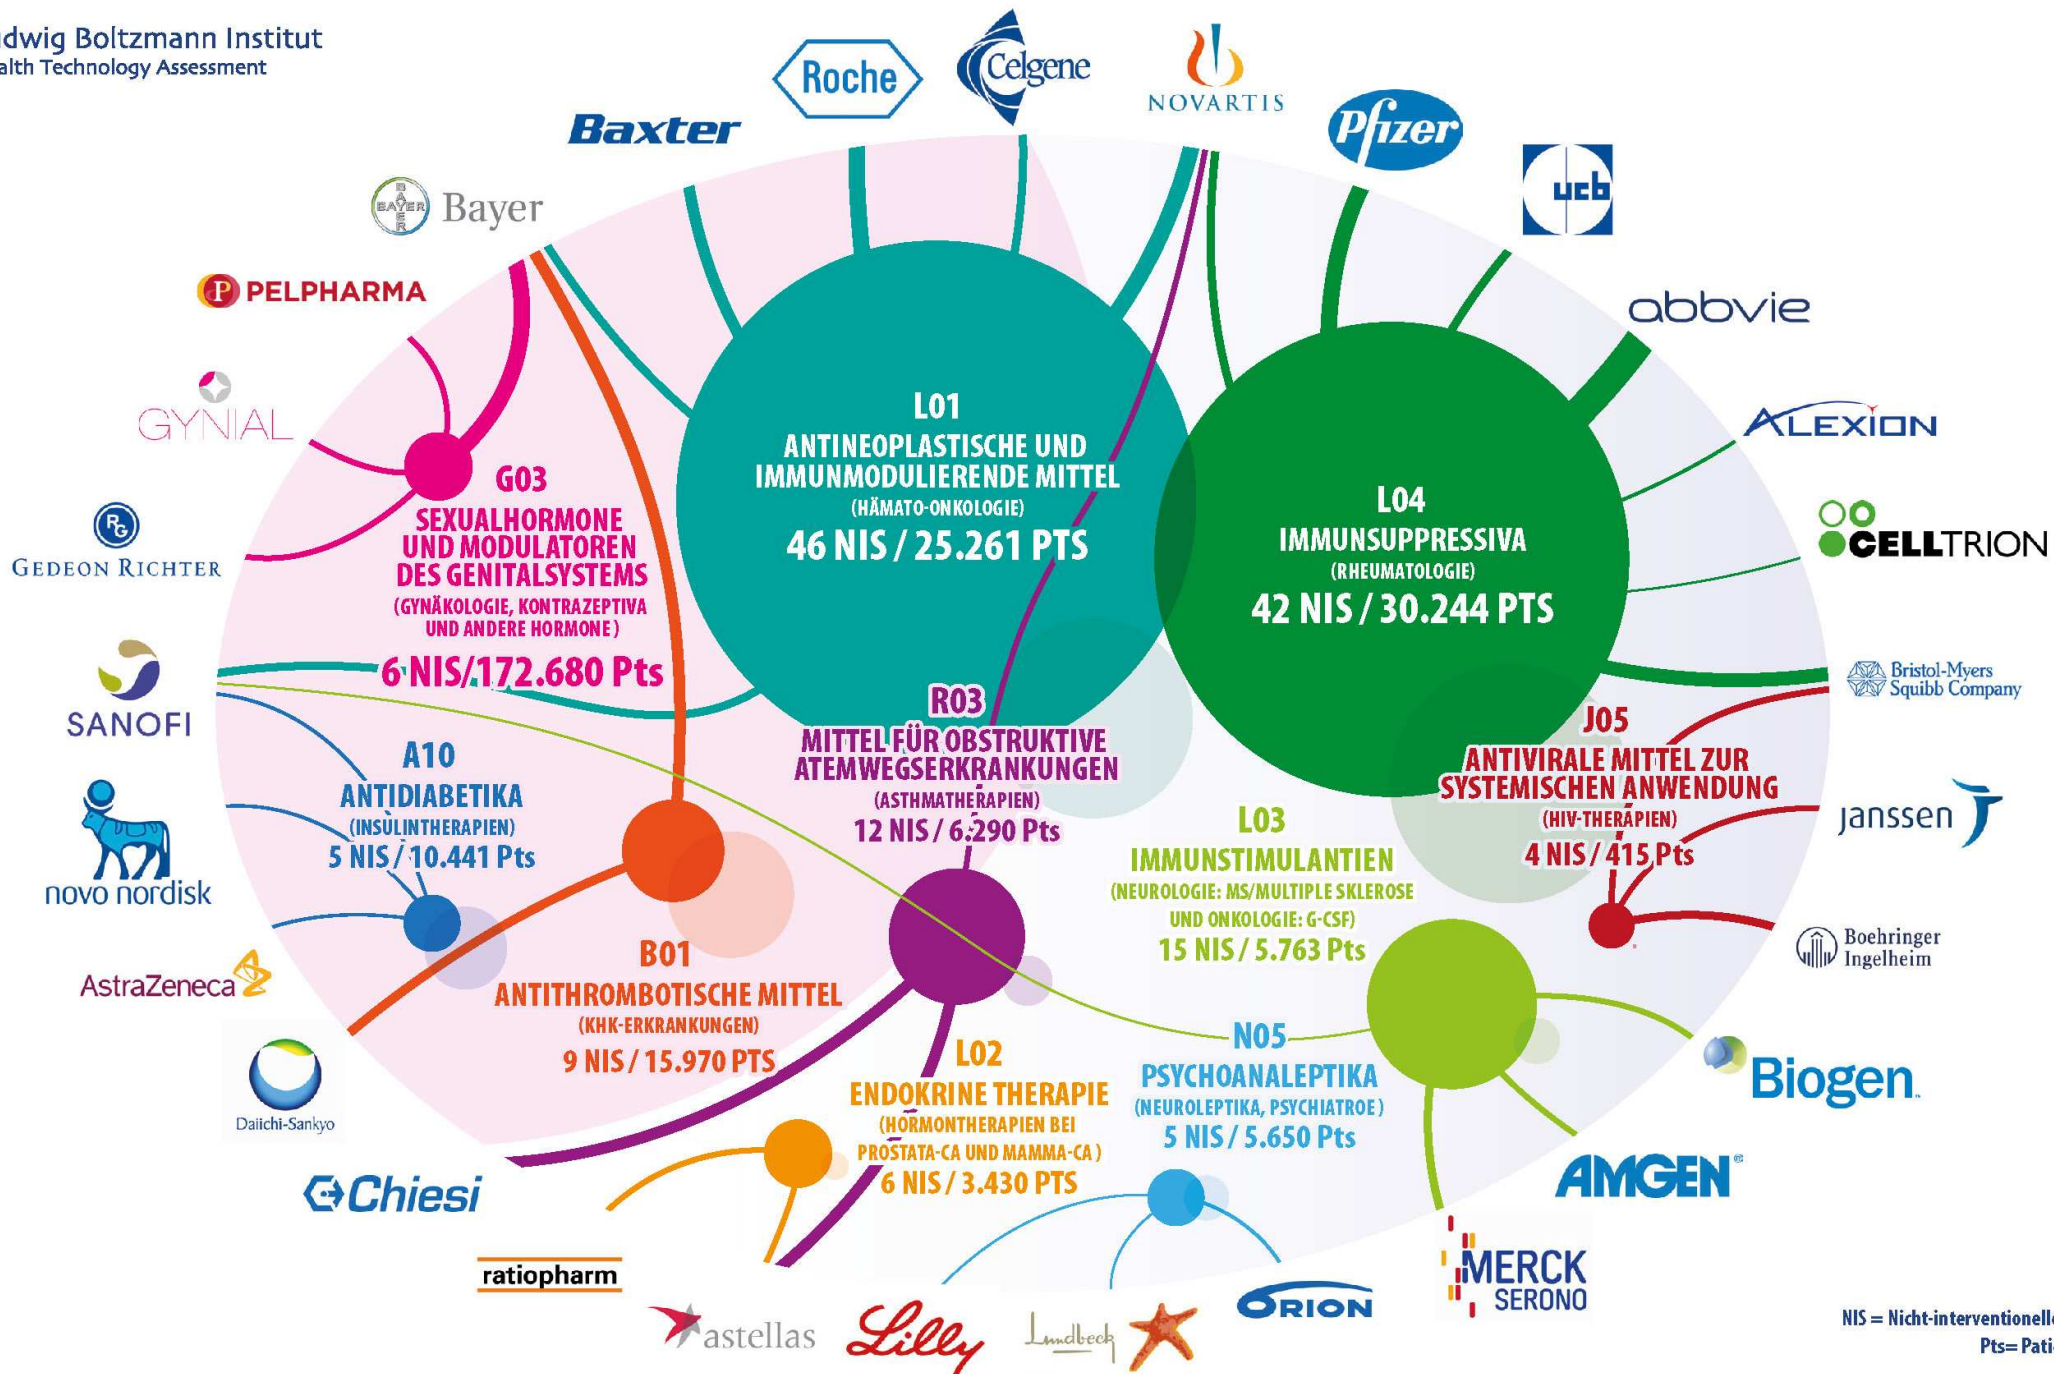 udwig Boltzmann Institut
alth Technology Assessment
Roche
Celgene
NOVARTIS
Baxter
Pfizer
ucb
BAYER
BAYER
Bayer
abbvie
P PELPHARMA
GYNIAL
ALEXION
RG
GEDEON RICHTER
CELLTRION
SANOFI
Bristol-Myers
Squibb Company
novo nordisk
janssen
AstraZeneca
Boehringer
Ingelheim
Daiichi-Sankyo
Biogen
Chiesi
AMGEN®
ratiopharm
astellas
Lilly
Lundbeck
ORION
MERCK
SERONO
L01
ANTINEOPLASTISCHE UND
IMMUNMODULIERENDE MITTEL
(HÄMATO-ONKOLOGIE)
46 NIS / 25.261 PTS
L04
IMMUNSUPPRESSIVA
(RHEUMATOLOGIE)
42 NIS / 30.244 PTS
G03
SEXUALHORMONE
UND MODULATOREN
DES GENITALSYSTEMS
(GYNÄKOLOGIE, KONTRAZEPTIVA
UND ANDERE HORMONE)
6 NIS/172.680 Pts
R03
MITTEL FÜR OBSTRUKTIVE
ATEMWEGSERKRANKUNGEN
(ASTHMATHERAPIEN)
12 NIS / 6.290 Pts
J05
ANTIVIRALE MITTEL ZUR
SYSTEMISCHEN ANWENDUNG
(HIV-THERAPIEN)
4 NIS / 415 Pts
A10
ANTIDIABETIKA
(INSULINTHERAPIEN)
5 NIS / 10.441 Pts
L03
IMMUNSTIMULANTIEN
(NEUROLOGIE: MS/MULTIPLE SKLEROSE
UND ONKOLOGIE: G-CSF)
15 NIS / 5.763 Pts
B01
ANTITHROMBOTISCHE MITTEL
(KHK-ERKRANKUNGEN)
9 NIS / 15.970 PTS
L02
ENDOKRINE THERAPIE
(HORMONTHERAPIEN BEI
PROSTATA-CA UND MAMMA-CA)
6 NIS / 3.430 PTS
N05
PSYCHOANALEPTIKA
(NEUROLEPTIKA, PSYCHIATROE)
5 NIS / 5.650 Pts
NIS = Nicht-interventionell
Pts= Pati